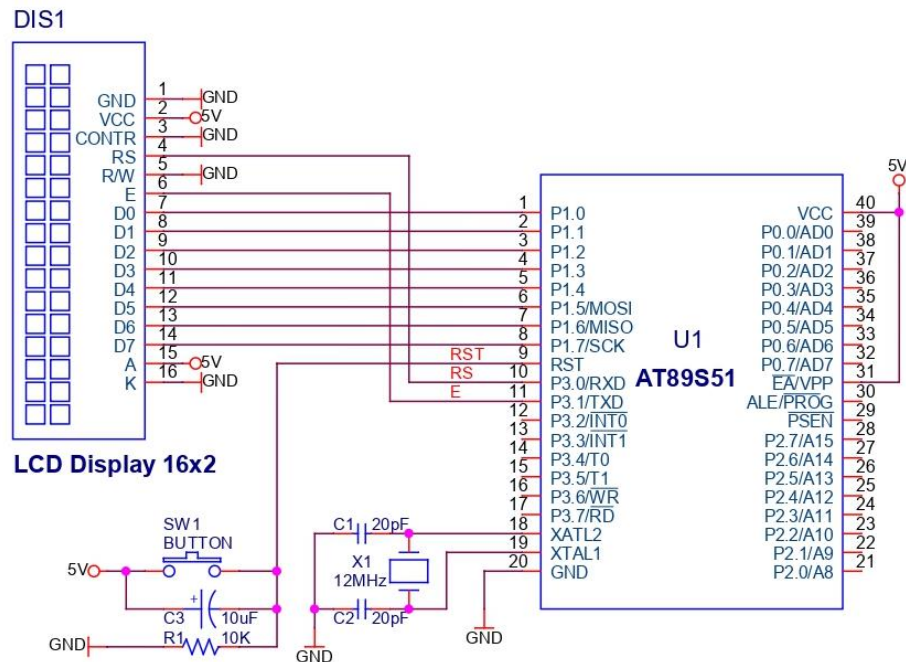 DIS1
GND 1 GND
VCC 2 5V
CONTR 3 GND
RS 4
R/W 5 GND
E 6
D0 7
D1 8
D2 9
D3 10
D4 11
D5 12
D6 13
D7 14
A 15 5V
K 16 GND
LCD Display 16x2
RST
RS
E
5V
U1
AT89S51
1 P1.0
2 P1.1
3 P1.2
4 P1.3
5 P1.4
6 P1.5/MOSI
7 P1.6/MISO
8 P1.7/SCK
9 RST
10 P3.0/RXD
11 P3.1/TXD
12 P3.2/INT0
13 P3.3/INT1
14 P3.4/T0
15 P3.5/T1
16 P3.6/WR
17 P3.7/RD
18 XATL2
19 XTAL1
20 GND
VCC 40
P0.0/AD0 39
P0.1/AD1 38
P0.2/AD2 37
P0.3/AD3 36
P0.4/AD4 35
P0.5/AD5 34
P0.6/AD6 33
P0.7/AD7 32
EA/VPP 31
ALE/PROG 30
PSEN 29
P2.7/A15 28
P2.6/A14 27
P2.5/A13 26
P2.4/A12 25
P2.3/A11 24
P2.2/A10 23
P2.1/A9 22
P2.0/A8 21
SW1
BUTTON
5V
+
C3 10uF
GND R1 10K
C1 20pF
X1
12MHz
C2 20pF
GND
GND